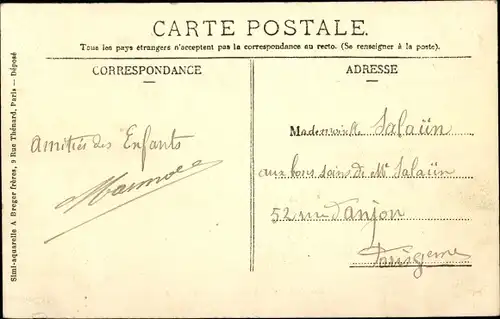 CARTE POSTALE.
Tous les pays étrangers n'acceptent pas la correspondance au recto. (Se renseigner à la poste).
CORRESPONDANCE
ADRESSE
Amitiés des Enfants
Mademoiselle Salaün
aux bons soins de Mr Salaün
52 rue d'anjou
Simi-aquarelle A Breger frères, 9 Rue Thénard, Paris — Déposé